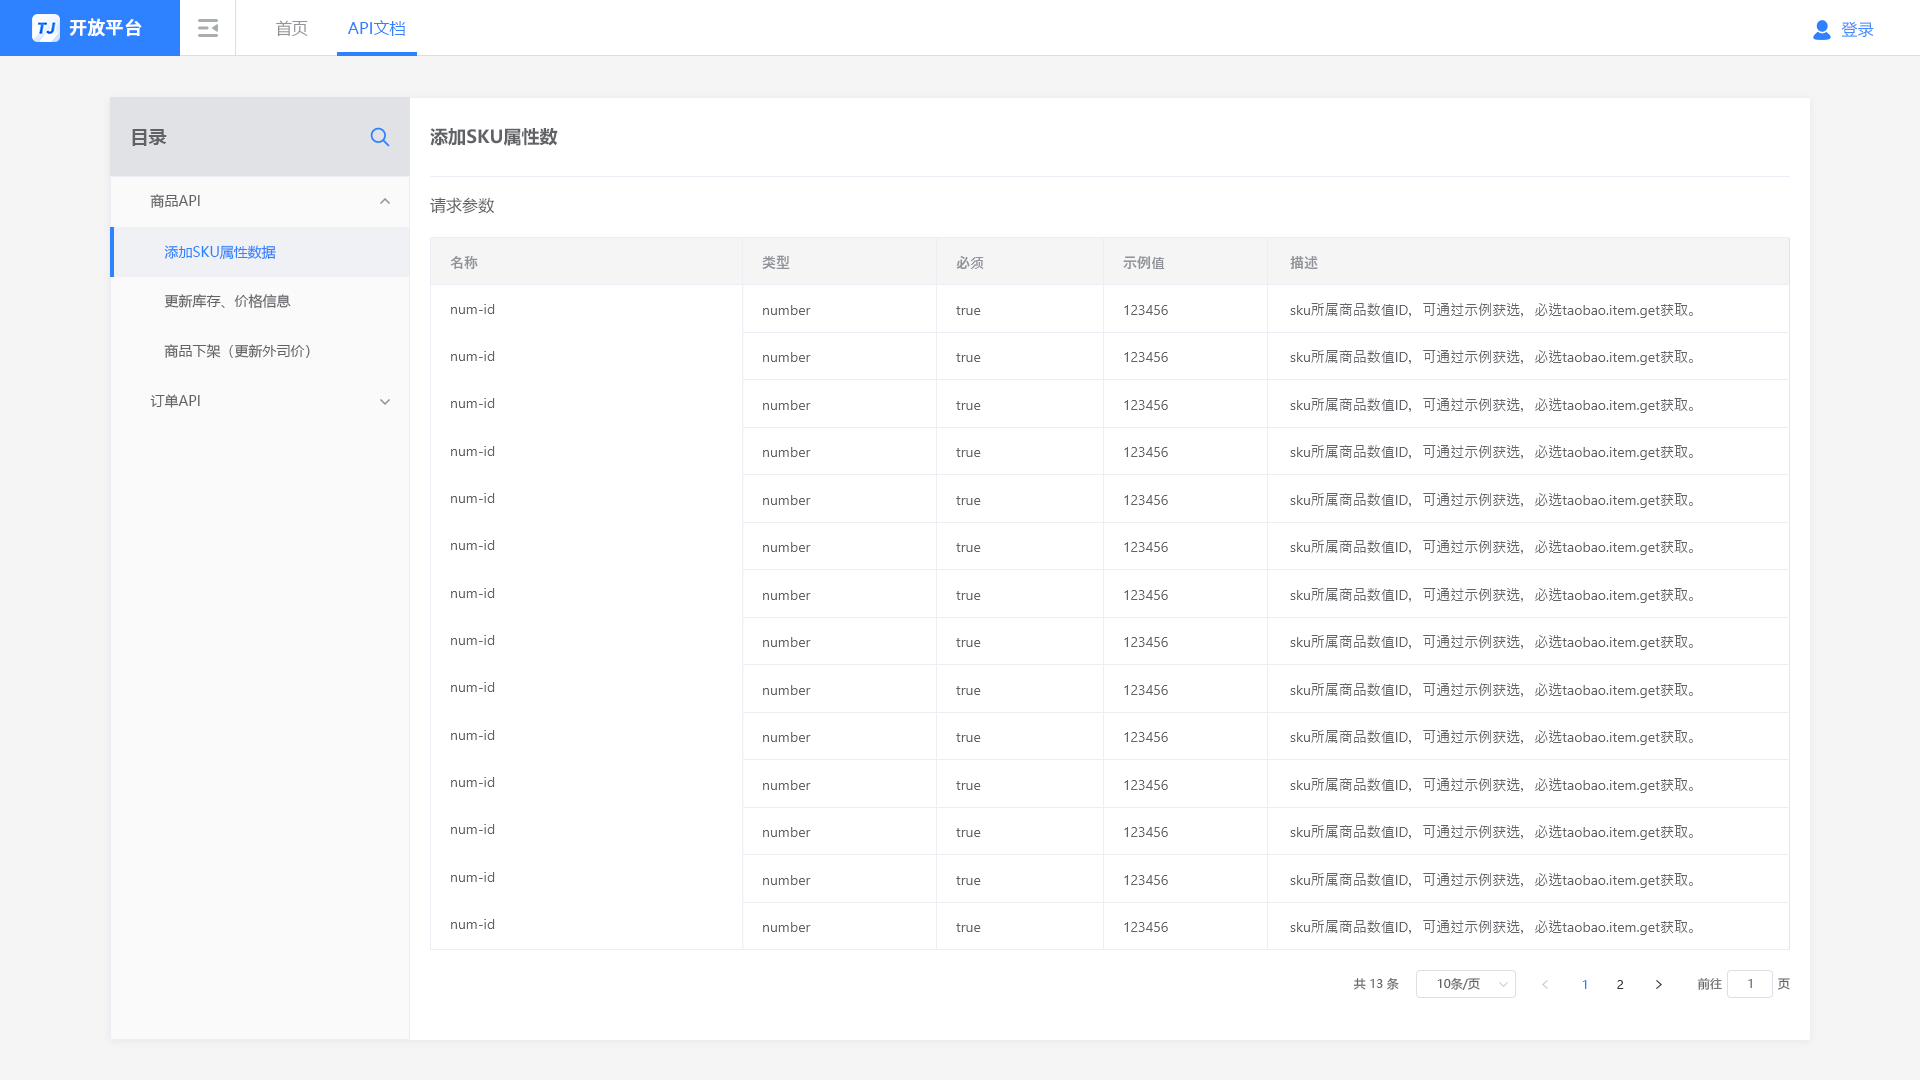 TJ 开放平台
首页 API文档
登录
目录
商品API
添加SKU属性数据
更新库存、价格信息
商品下架（更新外司价）
订单API
添加SKU属性数
请求参数
名称 类型 必须 示例值 描述
num-id number true 123456 sku所属商品数值ID，可通过示例获选，必选taobao.item.get获取。
num-id number true 123456 sku所属商品数值ID，可通过示例获选，必选taobao.item.get获取。
num-id number true 123456 sku所属商品数值ID，可通过示例获选，必选taobao.item.get获取。
num-id number true 123456 sku所属商品数值ID，可通过示例获选，必选taobao.item.get获取。
num-id number true 123456 sku所属商品数值ID，可通过示例获选，必选taobao.item.get获取。
num-id number true 123456 sku所属商品数值ID，可通过示例获选，必选taobao.item.get获取。
num-id number true 123456 sku所属商品数值ID，可通过示例获选，必选taobao.item.get获取。
num-id number true 123456 sku所属商品数值ID，可通过示例获选，必选taobao.item.get获取。
num-id number true 123456 sku所属商品数值ID，可通过示例获选，必选taobao.item.get获取。
num-id number true 123456 sku所属商品数值ID，可通过示例获选，必选taobao.item.get获取。
num-id number true 123456 sku所属商品数值ID，可通过示例获选，必选taobao.item.get获取。
num-id number true 123456 sku所属商品数值ID，可通过示例获选，必选taobao.item.get获取。
num-id number true 123456 sku所属商品数值ID，可通过示例获选，必选taobao.item.get获取。
num-id number true 123456 sku所属商品数值ID，可通过示例获选，必选taobao.item.get获取。
共 13 条 10条/页 1 2 前往 1 页